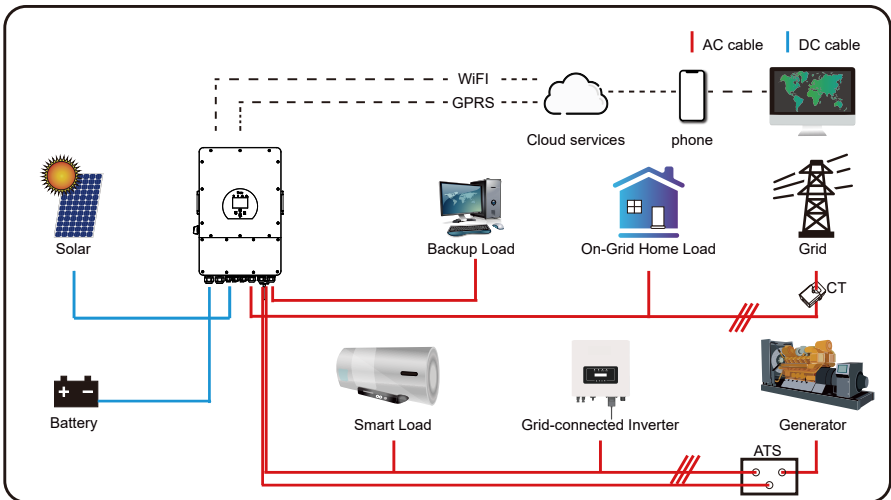 AC cable
DC cable
WiFI
GPRS
Cloud services
phone
Solar
Backup Load
On-Grid Home Load
Grid
CT
Battery
Smart Load
Grid-connected Inverter
Generator
ATS